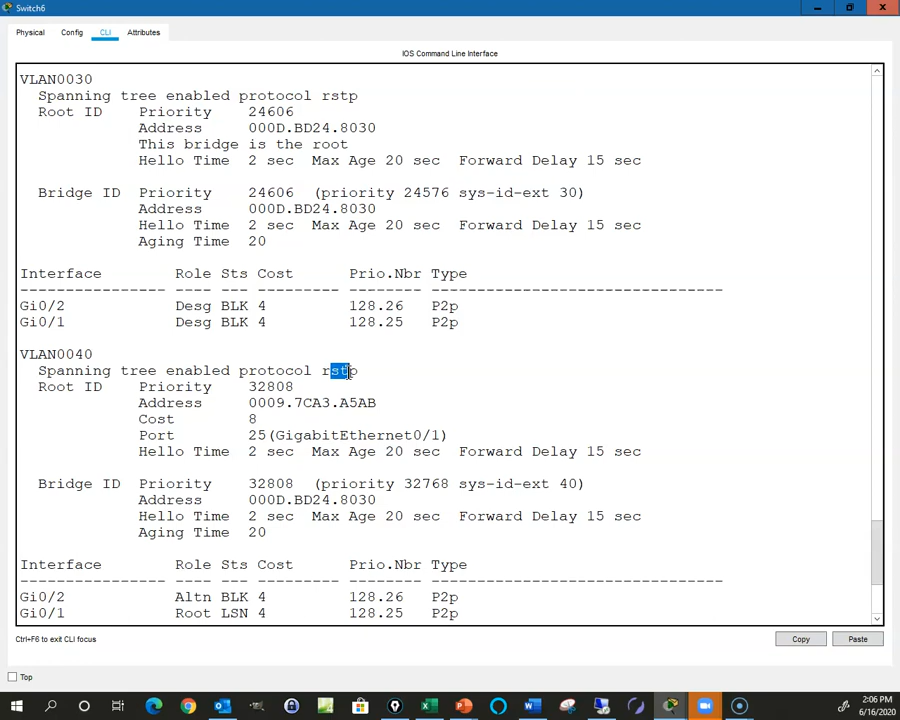 Switch6
Physical Config CLI Attributes
IOS Command Line Interface
VLAN0030
Spanning tree enabled protocol rstp
Root ID Priority 24606
Address 000D.BD24.8030
This bridge is the root
Hello Time 2 sec Max Age 20 sec Forward Delay 15 sec
Bridge ID Priority 24606 (priority 24576 sys-id-ext 30)
Address 000D.BD24.8030
Hello Time 2 sec Max Age 20 sec Forward Delay 15 sec
Aging Time 20
Interface Role Sts Cost Prio.Nbr Type
---------------- ---- --- --------- -------- --------------------------------
Gi0/2 Desg BLK 4 128.26 P2p
Gi0/1 Desg BLK 4 128.25 P2p
VLAN0040
Spanning tree enabled protocol rstp
Root ID Priority 32808
Address 0009.7CA3.A5AB
Cost 8
Port 25(GigabitEthernet0/1)
Hello Time 2 sec Max Age 20 sec Forward Delay 15 sec
Bridge ID Priority 32808 (priority 32768 sys-id-ext 40)
Address 000D.BD24.8030
Hello Time 2 sec Max Age 20 sec Forward Delay 15 sec
Aging Time 20
Interface Role Sts Cost Prio.Nbr Type
---------------- ---- --- --------- -------- --------------------------------
Gi0/2 Altn BLK 4 128.26 P2p
Gi0/1 Root LSN 4 128.25 P2p
Ctrl+F6 to exit CLI focus
Copy Paste
Top
2:06 PM
6/16/2020